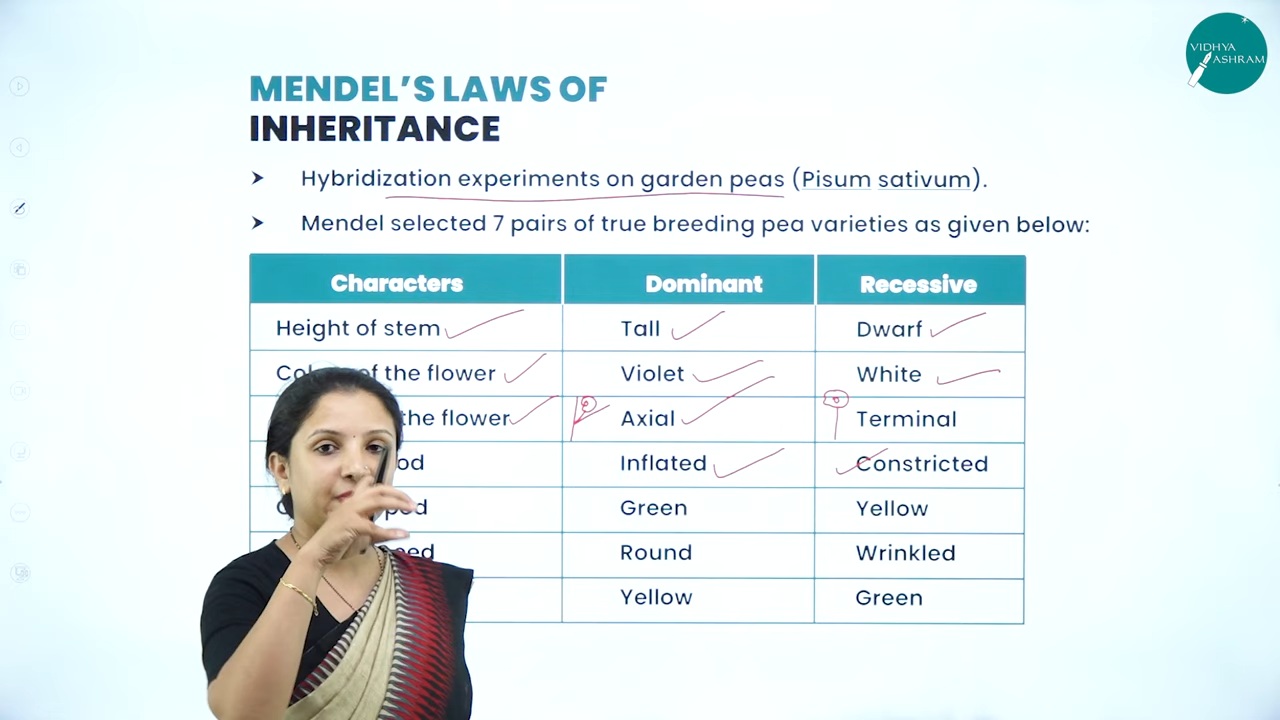 VIDHYA
ASHRAM
MENDEL’S LAWS OF
INHERITANCE
➤ Hybridization experiments on garden peas (Pisum sativum).
➤ Mendel selected 7 pairs of true breeding pea varieties as given below:
Characters Dominant Recessive
Height of stem Tall Dwarf
of the flower Violet White
the flower Axial Terminal
Inflated Constricted
pod Green Yellow
Round Wrinkled
Yellow Green